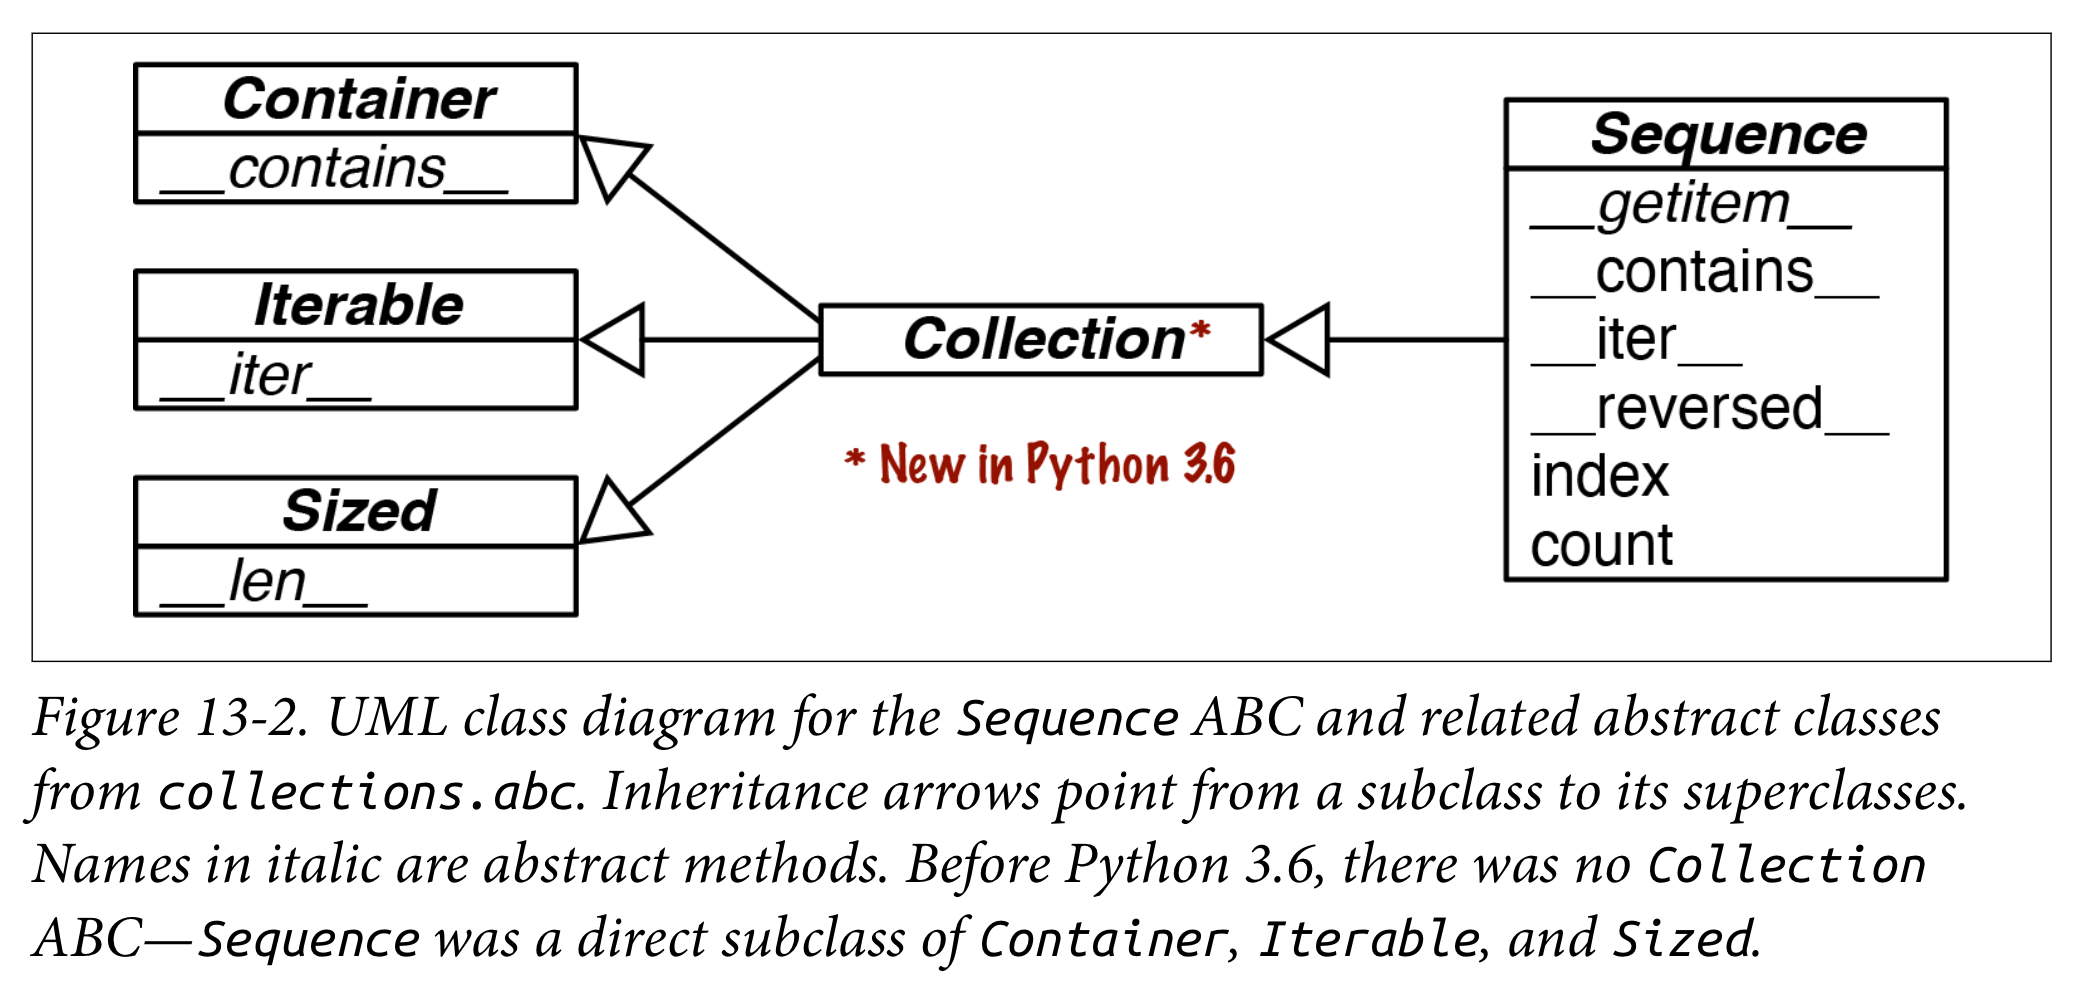 Container
__contains__
Iterable
__iter__
Sized
__len__
Collection*
* New in Python 3.6
Sequence
__getitem__
__contains__
__iter__
__reversed__
index
count
Figure 13-2. UML class diagram for the Sequence ABC and related abstract classes
from collections.abc. Inheritance arrows point from a subclass to its superclasses.
Names in italic are abstract methods. Before Python 3.6, there was no Collection
ABC—Sequence was a direct subclass of Container, Iterable, and Sized.